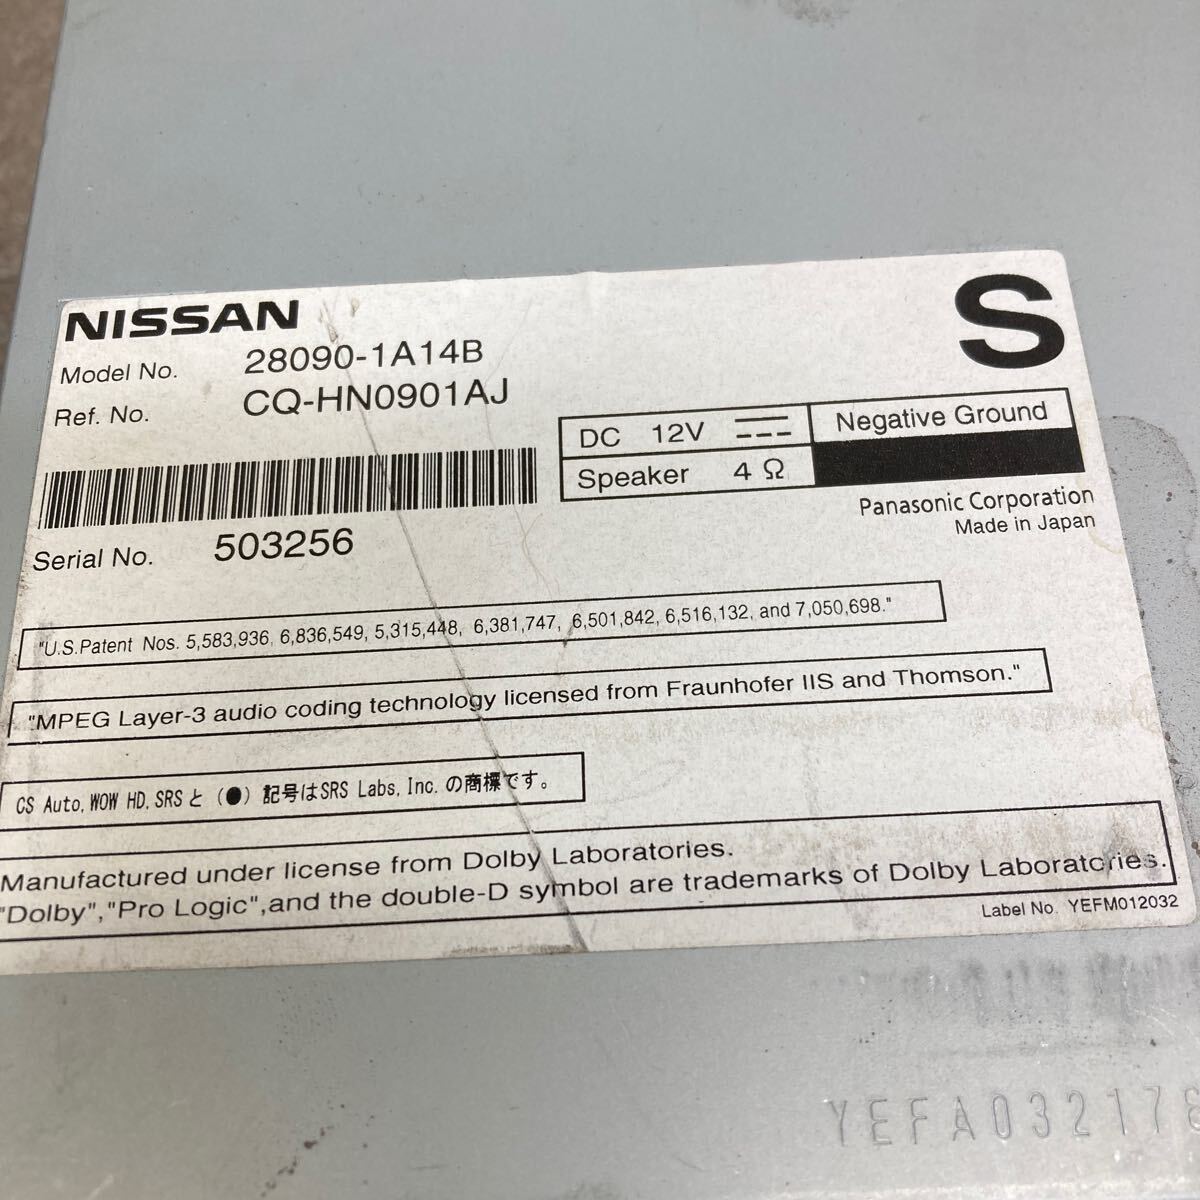 NISSAN
S
Model No. 28090-1A14B
Ref. No. CQ-HN0901AJ
DC 12V
Negative Ground
Speaker 4 Ω
Panasonic Corporation
Made in Japan
Serial No. 503256
"U.S.Patent Nos. 5,583,936, 6,836,549, 5,315,448, 6,381,747, 6,501,842, 6,516,132, and 7,050,698."
"MPEG Layer-3 audio coding technology licensed from Fraunhofer IIS and Thomson."
CS Auto, WOW HD, SRS と (●) 記号はSRS Labs, Inc. の商標です。
Manufactured under license from Dolby Laboratories.
"Dolby","Pro Logic",and the double-D symbol are trademarks of Dolby Laboratories.
Label No. YEFM012032
YEFA032178